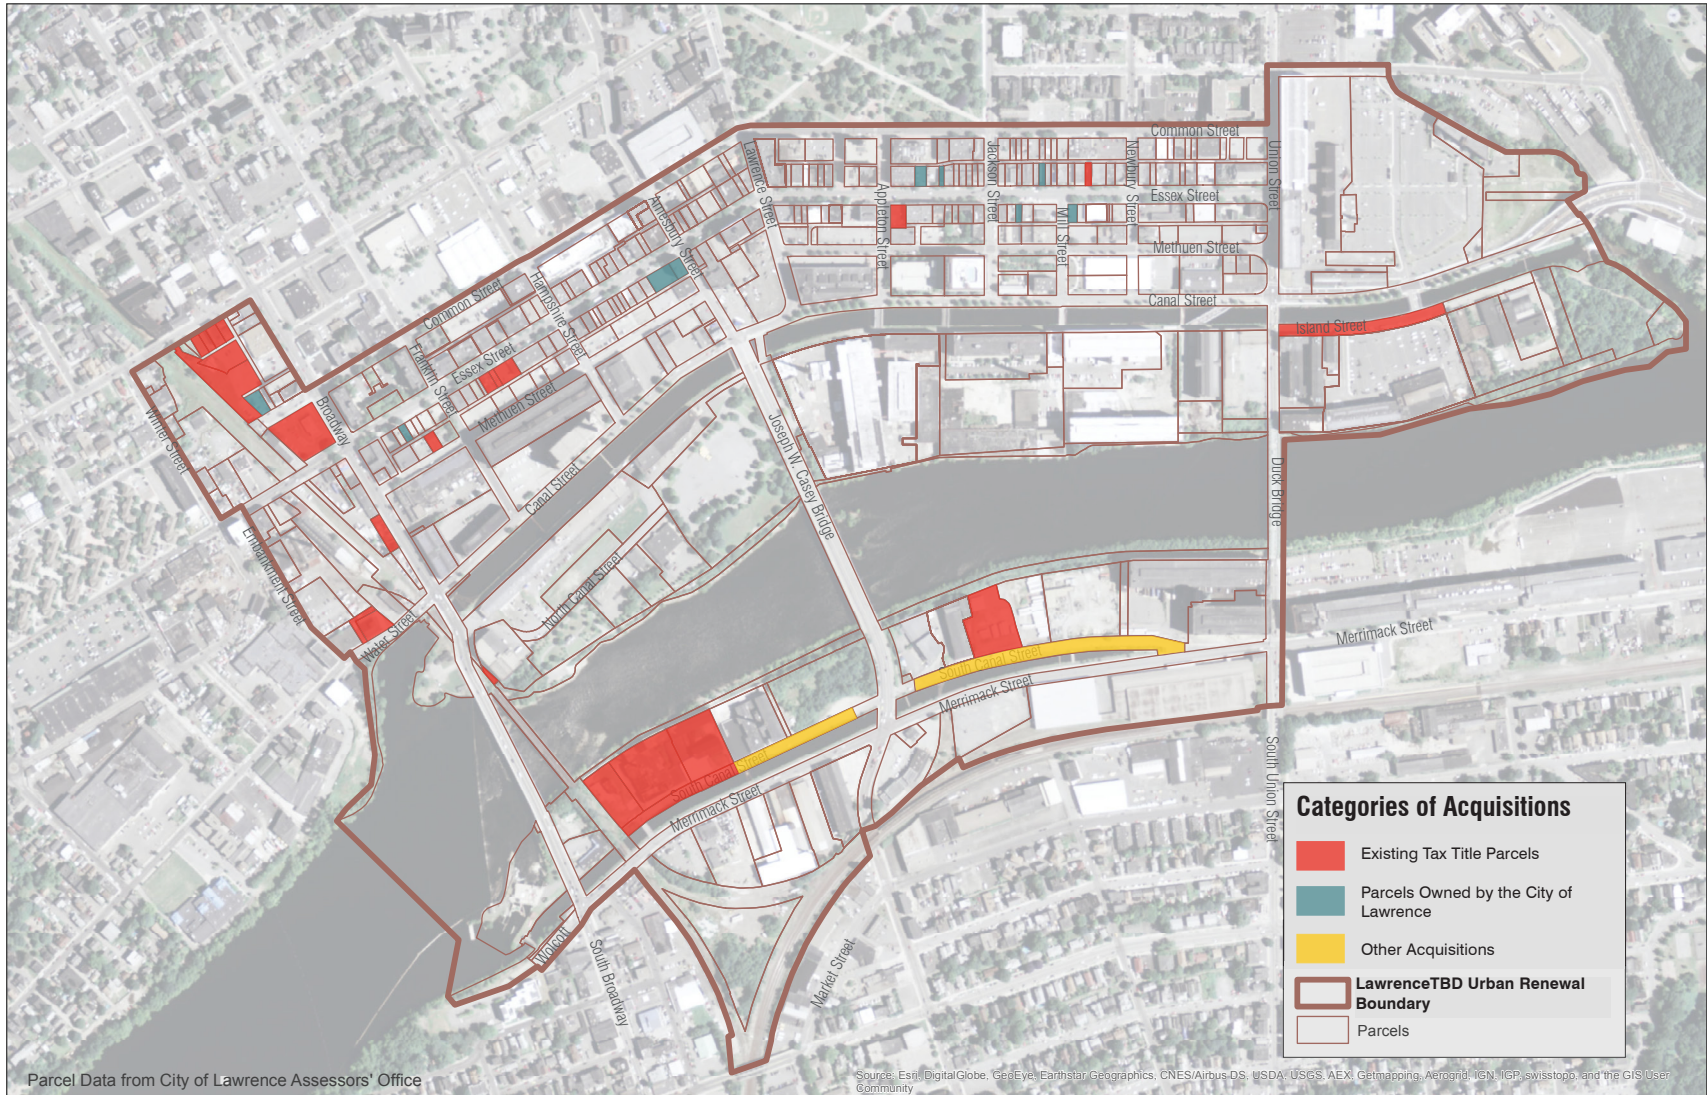 Common Street
Union Street
Lawrence Street
Jackson Street
Newbury Street
Appleton Street
Essex Street
Mill Street
Amesbury Street
Methuen Street
Canal Street
Island Street
Common Street
Hampshire Street
Essex Street
Franklin Street
Methuen Street
Broadway
Winter Street
Canal Street
Joseph W. Casey Bridge
Duck Bridge
Embankment Street
North Canal Street
Water Street
Merrimack Street
South Canal Street
Merrimack Street
South Canal Street
Merrimack Street
South Union Street
Wolcott
South Broadway
Market Street
Categories of Acquisitions
Existing Tax Title Parcels
Parcels Owned by the City of
Lawrence
Other Acquisitions
LawrenceTBD Urban Renewal
Boundary
Parcels
Parcel Data from City of Lawrence Assessors' Office
Source: Esri, DigitalGlobe, GeoEye, Earthstar Geographics, CNES/Airbus DS, USDA, USGS, AEX, Getmapping, Aerogrid, IGN, IGP, swisstopo, and the GIS User
Community